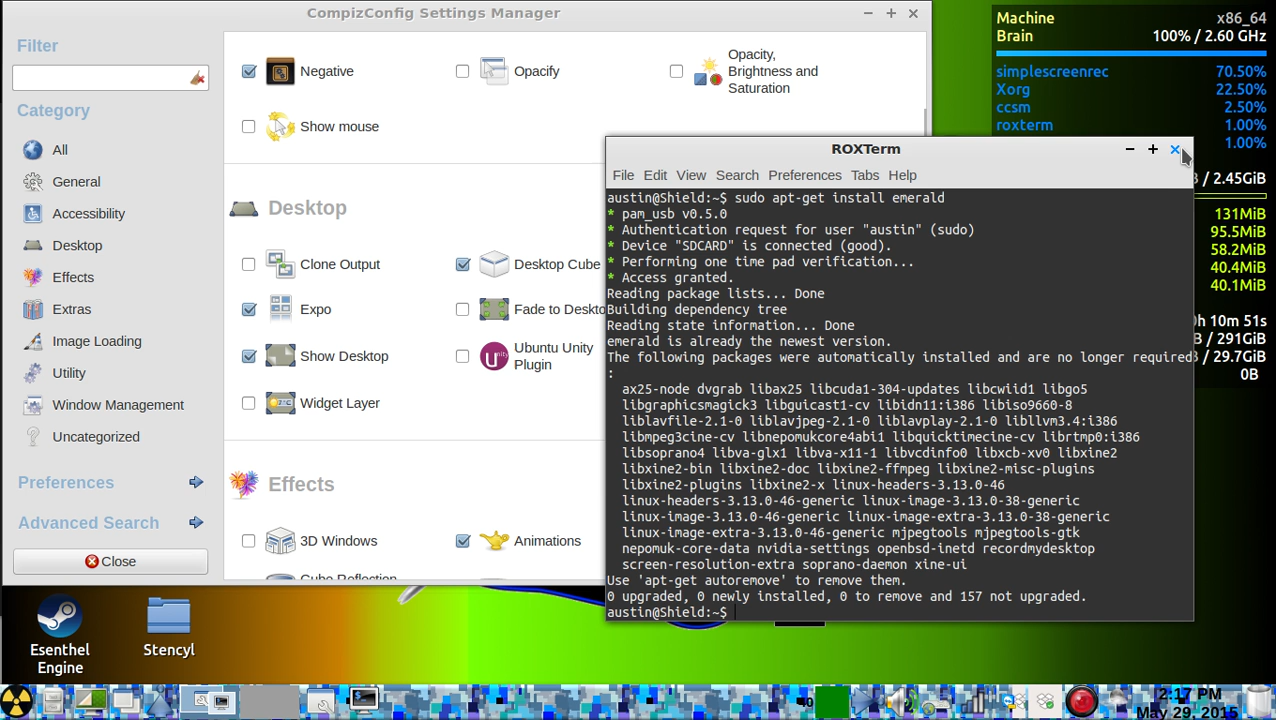 CompizConfig Settings Manager
Filter
Category
All
General
Accessibility
Desktop
Effects
Extras
Image Loading
Utility
Window Management
Uncategorized
Preferences
Advanced Search
Close
Negative
Opacify
Opacity,
Brightness and
Saturation
Show mouse
Desktop
Clone Output
Desktop Cube
Expo
Fade to Deskto
Show Desktop
Ubuntu Unity
Plugin
Widget Layer
Effects
3D Windows
Animations
ROXTerm
File Edit View Search Preferences Tabs Help
austin@Shield:~$ sudo apt-get install emerald
* pam_usb v0.5.0
* Authentication request for user "austin" (sudo)
* Device "SDCARD" is connected (good).
* Performing one time pad verification...
* Access granted.
Reading package lists... Done
Building dependency tree
Reading state information... Done
emerald is already the newest version.
The following packages were automatically installed and are no longer required
:
ax25-node dvgrab libax25 libcuda1-304-updates libcwiid1 libgo5
libgraphicsmagick3 libguicast1-cv libidn11:i386 libiso9660-8
liblavfile-2.1-0 liblavjpeg-2.1-0 liblavplay-2.1-0 libllvm3.4:i386
libmpeg3cine-cv libnepomukcore4abi1 libquicktimecine-cv librtmp0:i386
libsoprano4 libva-glx1 libva-x11-1 libvcdinfo0 libxcb-xv0 libxine2
libxine2-bin libxine2-doc libxine2-ffmpeg libxine2-misc-plugins
libxine2-plugins libxine2-x linux-headers-3.13.0-46
linux-headers-3.13.0-46-generic linux-image-3.13.0-38-generic
linux-image-3.13.0-46-generic linux-image-extra-3.13.0-38-generic
linux-image-extra-3.13.0-46-generic mjpegtools mjpegtools-gtk
nepomuk-core-data nvidia-settings openbsd-inetd recordmydesktop
screen-resolution-extra soprano-daemon xine-ui
Use 'apt-get autoremove' to remove them.
0 upgraded, 0 newly installed, 0 to remove and 157 not upgraded.
austin@Shield:~$
Machine x86_64
Brain 100% / 2.60 GHz
simplescreenrec 70.50%
Xorg 22.50%
ccsm 2.50%
roxterm 1.00%
1.00%
/ 2.45GiB
131MiB
95.5MiB
58.2MiB
40.4MiB
40.1MiB
h 10m 51s
/ 291GiB
/ 29.7GiB
0B
Esenthel
Engine
Stencyl
2:17 PM
May 29, 2015